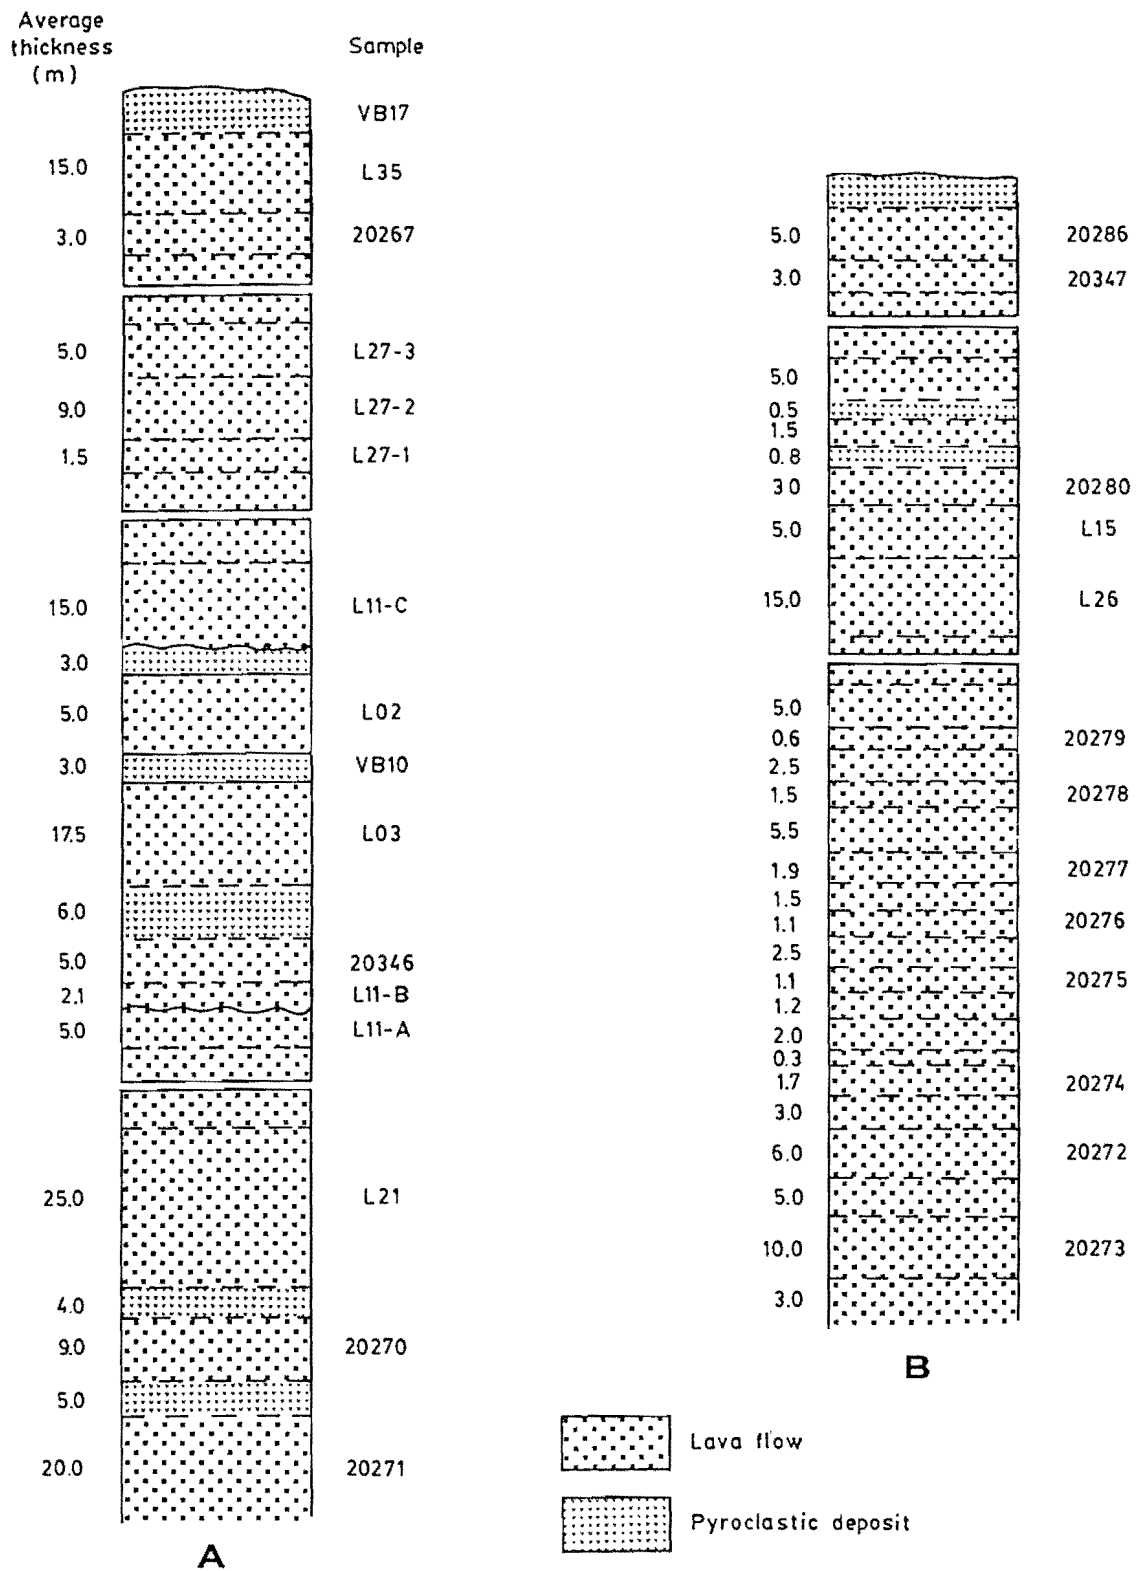 Average
thickness
(m)
Sample
VB17
15.0 L35
3.0 20267
5.0 L27-3
9.0 L27-2
1.5 L27-1
15.0 L11-C
3.0
5.0 L02
3.0 VB10
17.5 L03
6.0
5.0 20346
2.1 L11-B
5.0 L11-A
25.0 L21
4.0
9.0 20270
5.0
20.0 20271
A
5.0 20286
3.0 20347
5.0
0.5
1.5
0.8
3 0 20280
5.0 L15
15.0 L26
5.0
0.6 20279
2.5
1.5 20278
5.5
1.9 20277
1.5
1.1 20276
2.5
1.1 20275
1.2
2.0
0.3
1.7 20274
3.0
6.0 20272
5.0
10.0 20273
3.0
B
Lava flow
Pyroclastic deposit